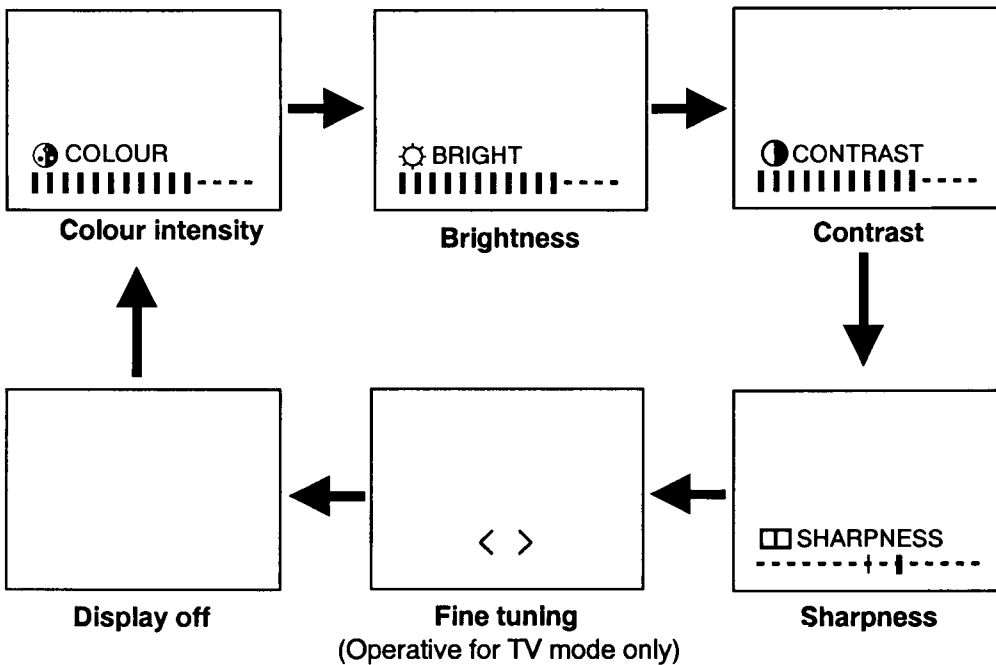 COLOUR
Colour intensity
BRIGHT
Brightness
CONTRAST
Contrast
Display off
< >
Fine tuning
(Operative for TV mode only)
SHARPNESS
Sharpness